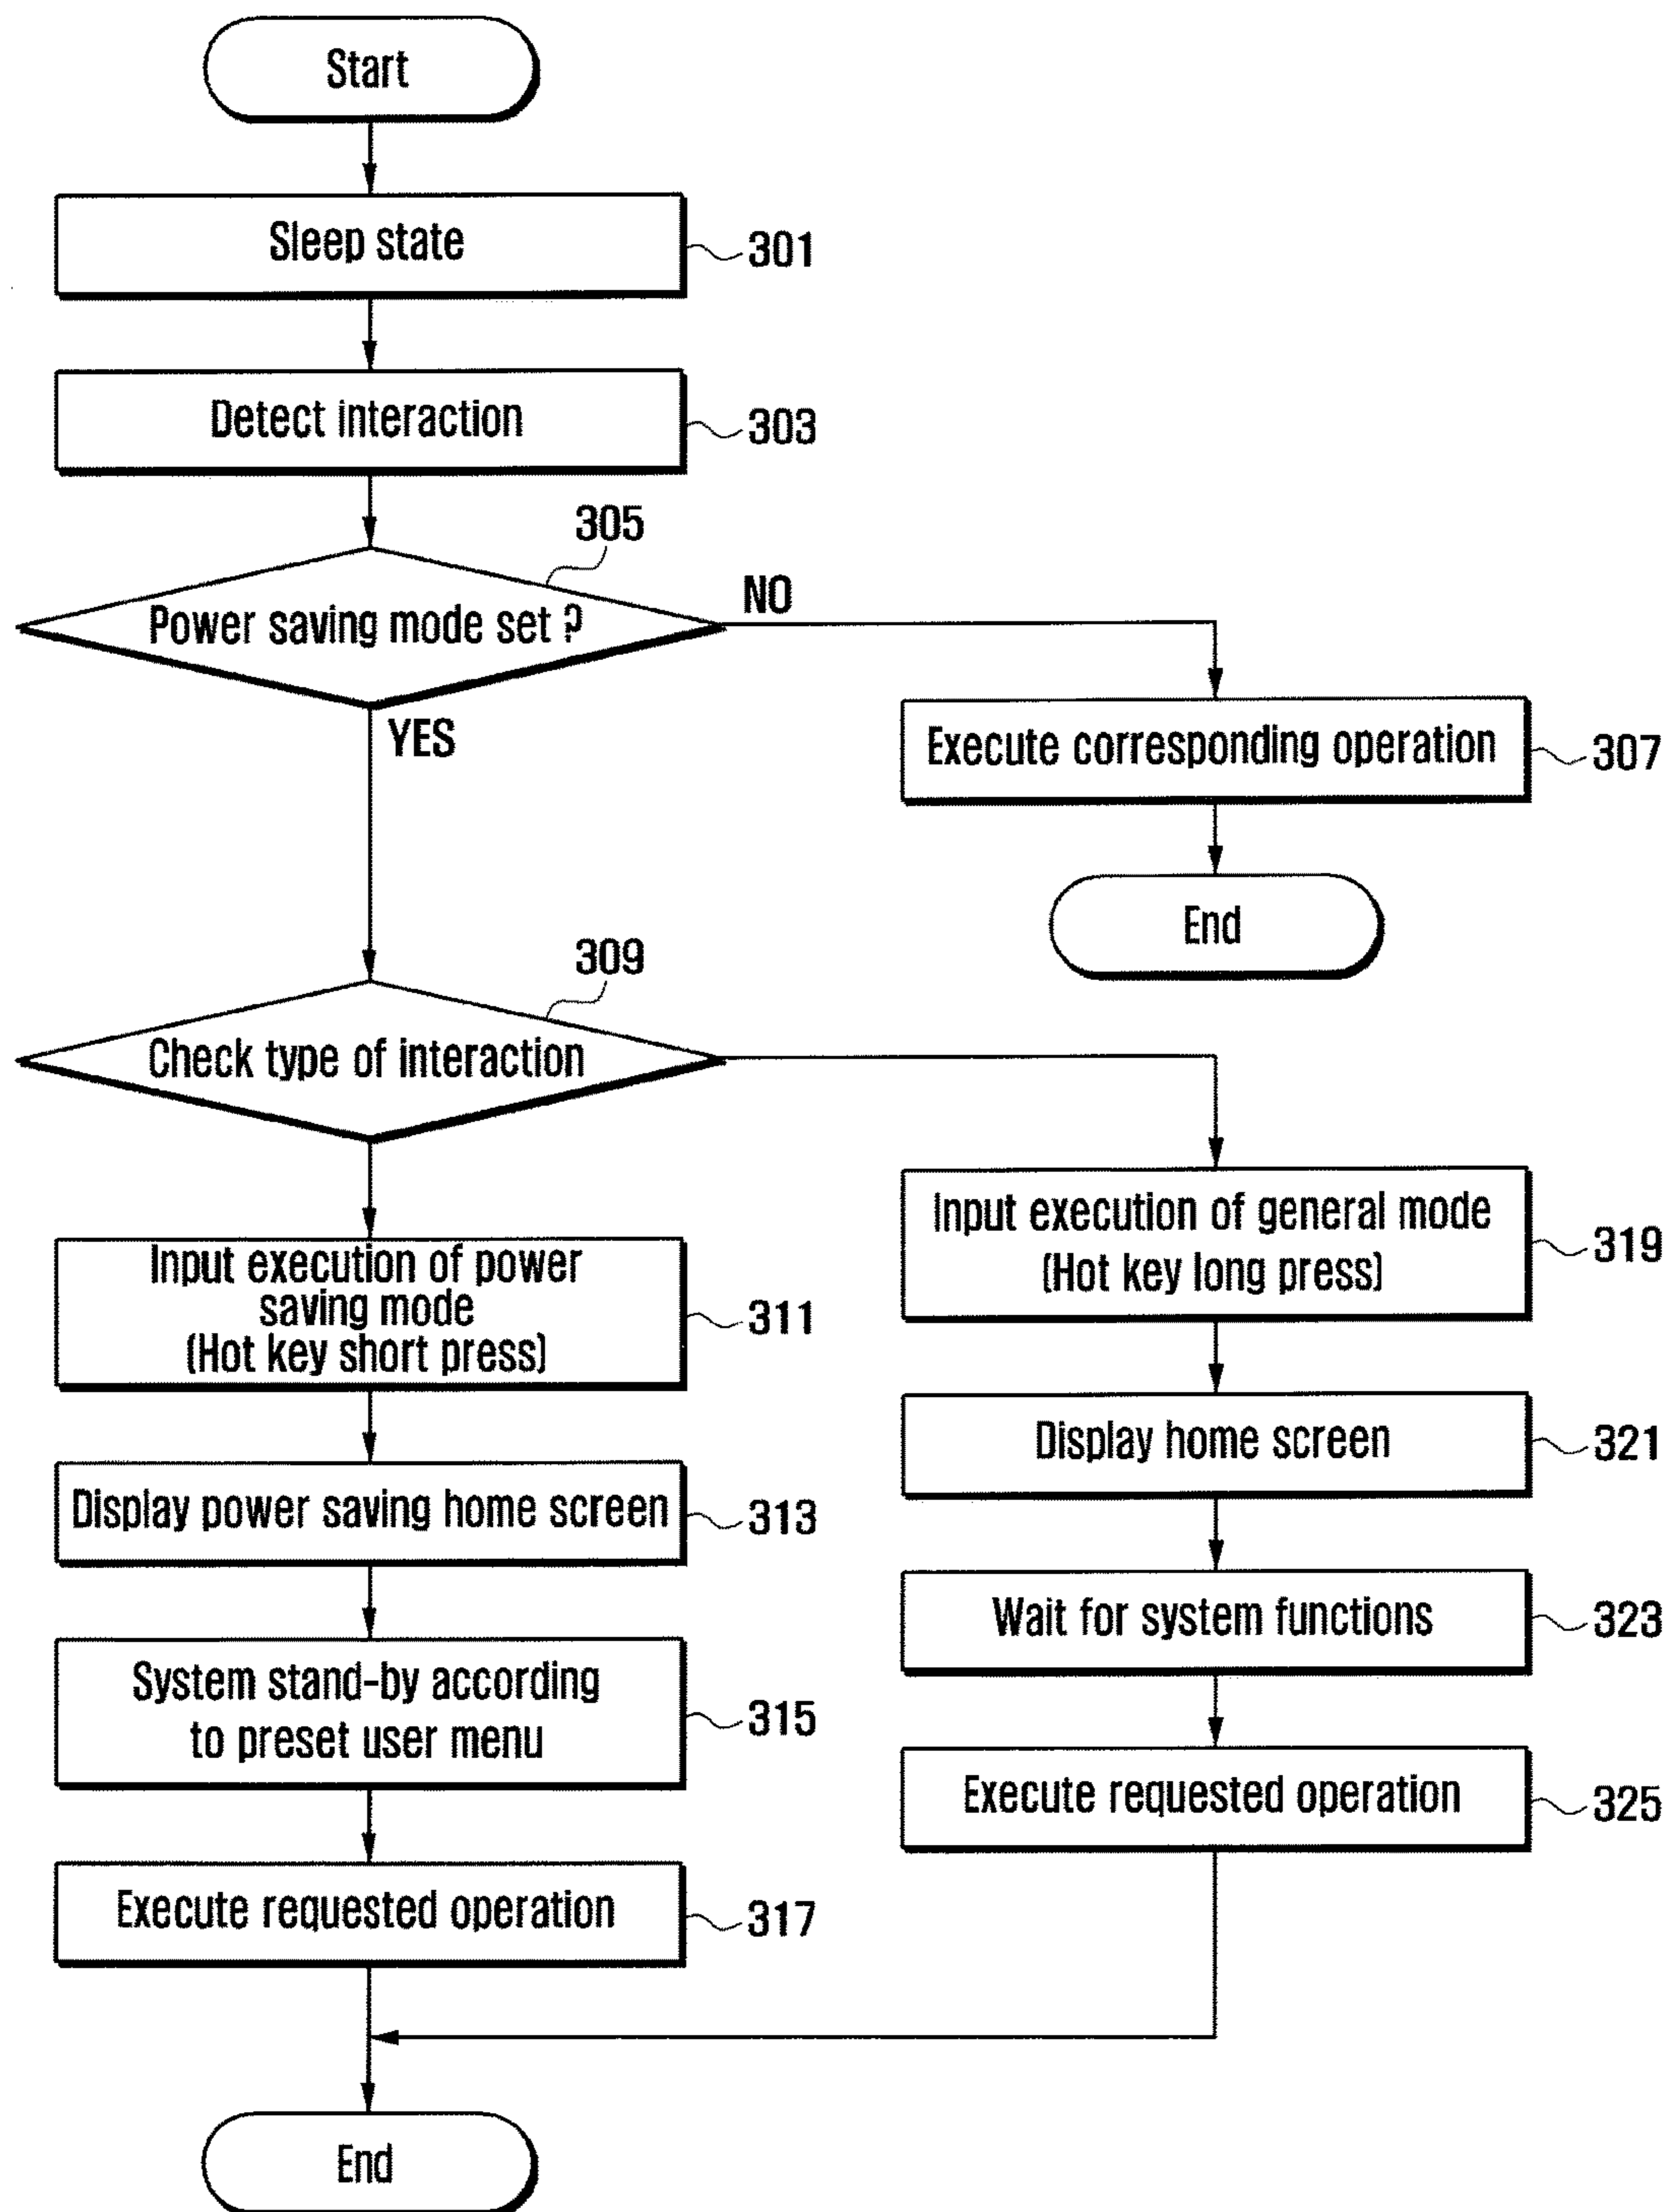 Start
Sleep state
301
Detect interaction
303
305
Power saving mode set ?
NO
YES
Execute corresponding operation
307
End
309
Check type of interaction
Input execution of power
saving mode
(Hot key short press)
311
Display power saving home screen
313
System stand-by according
to preset user menu
315
Execute requested operation
317
Input execution of general mode
(Hot key long press)
319
Display home screen
321
Wait for system functions
323
Execute requested operation
325
End